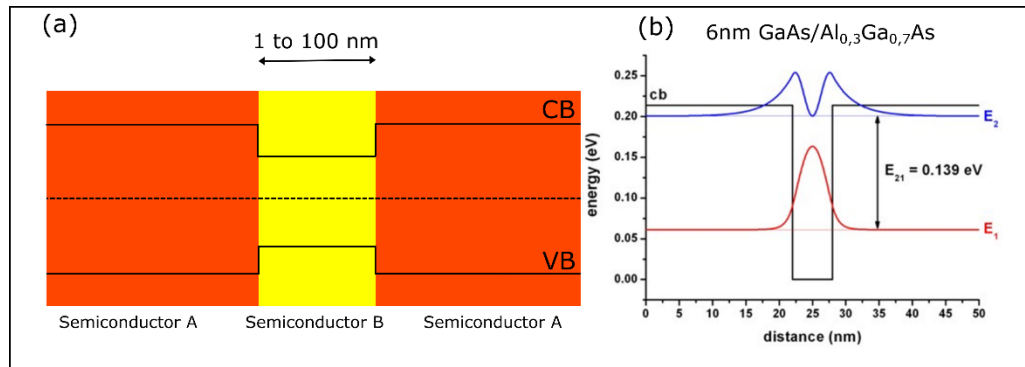 (a)
1 to 100 nm
CB
VB
Semiconductor A
Semiconductor B
Semiconductor A
(b)
6nm GaAs/Al0,3Ga0,7As
cb
0.25
0.20
0.15
0.10
0.05
0.00
energy (eV)
E2
E21 = 0.139 eV
E1
0 5 10 15 20 25 30 35 40 45 50
distance (nm)